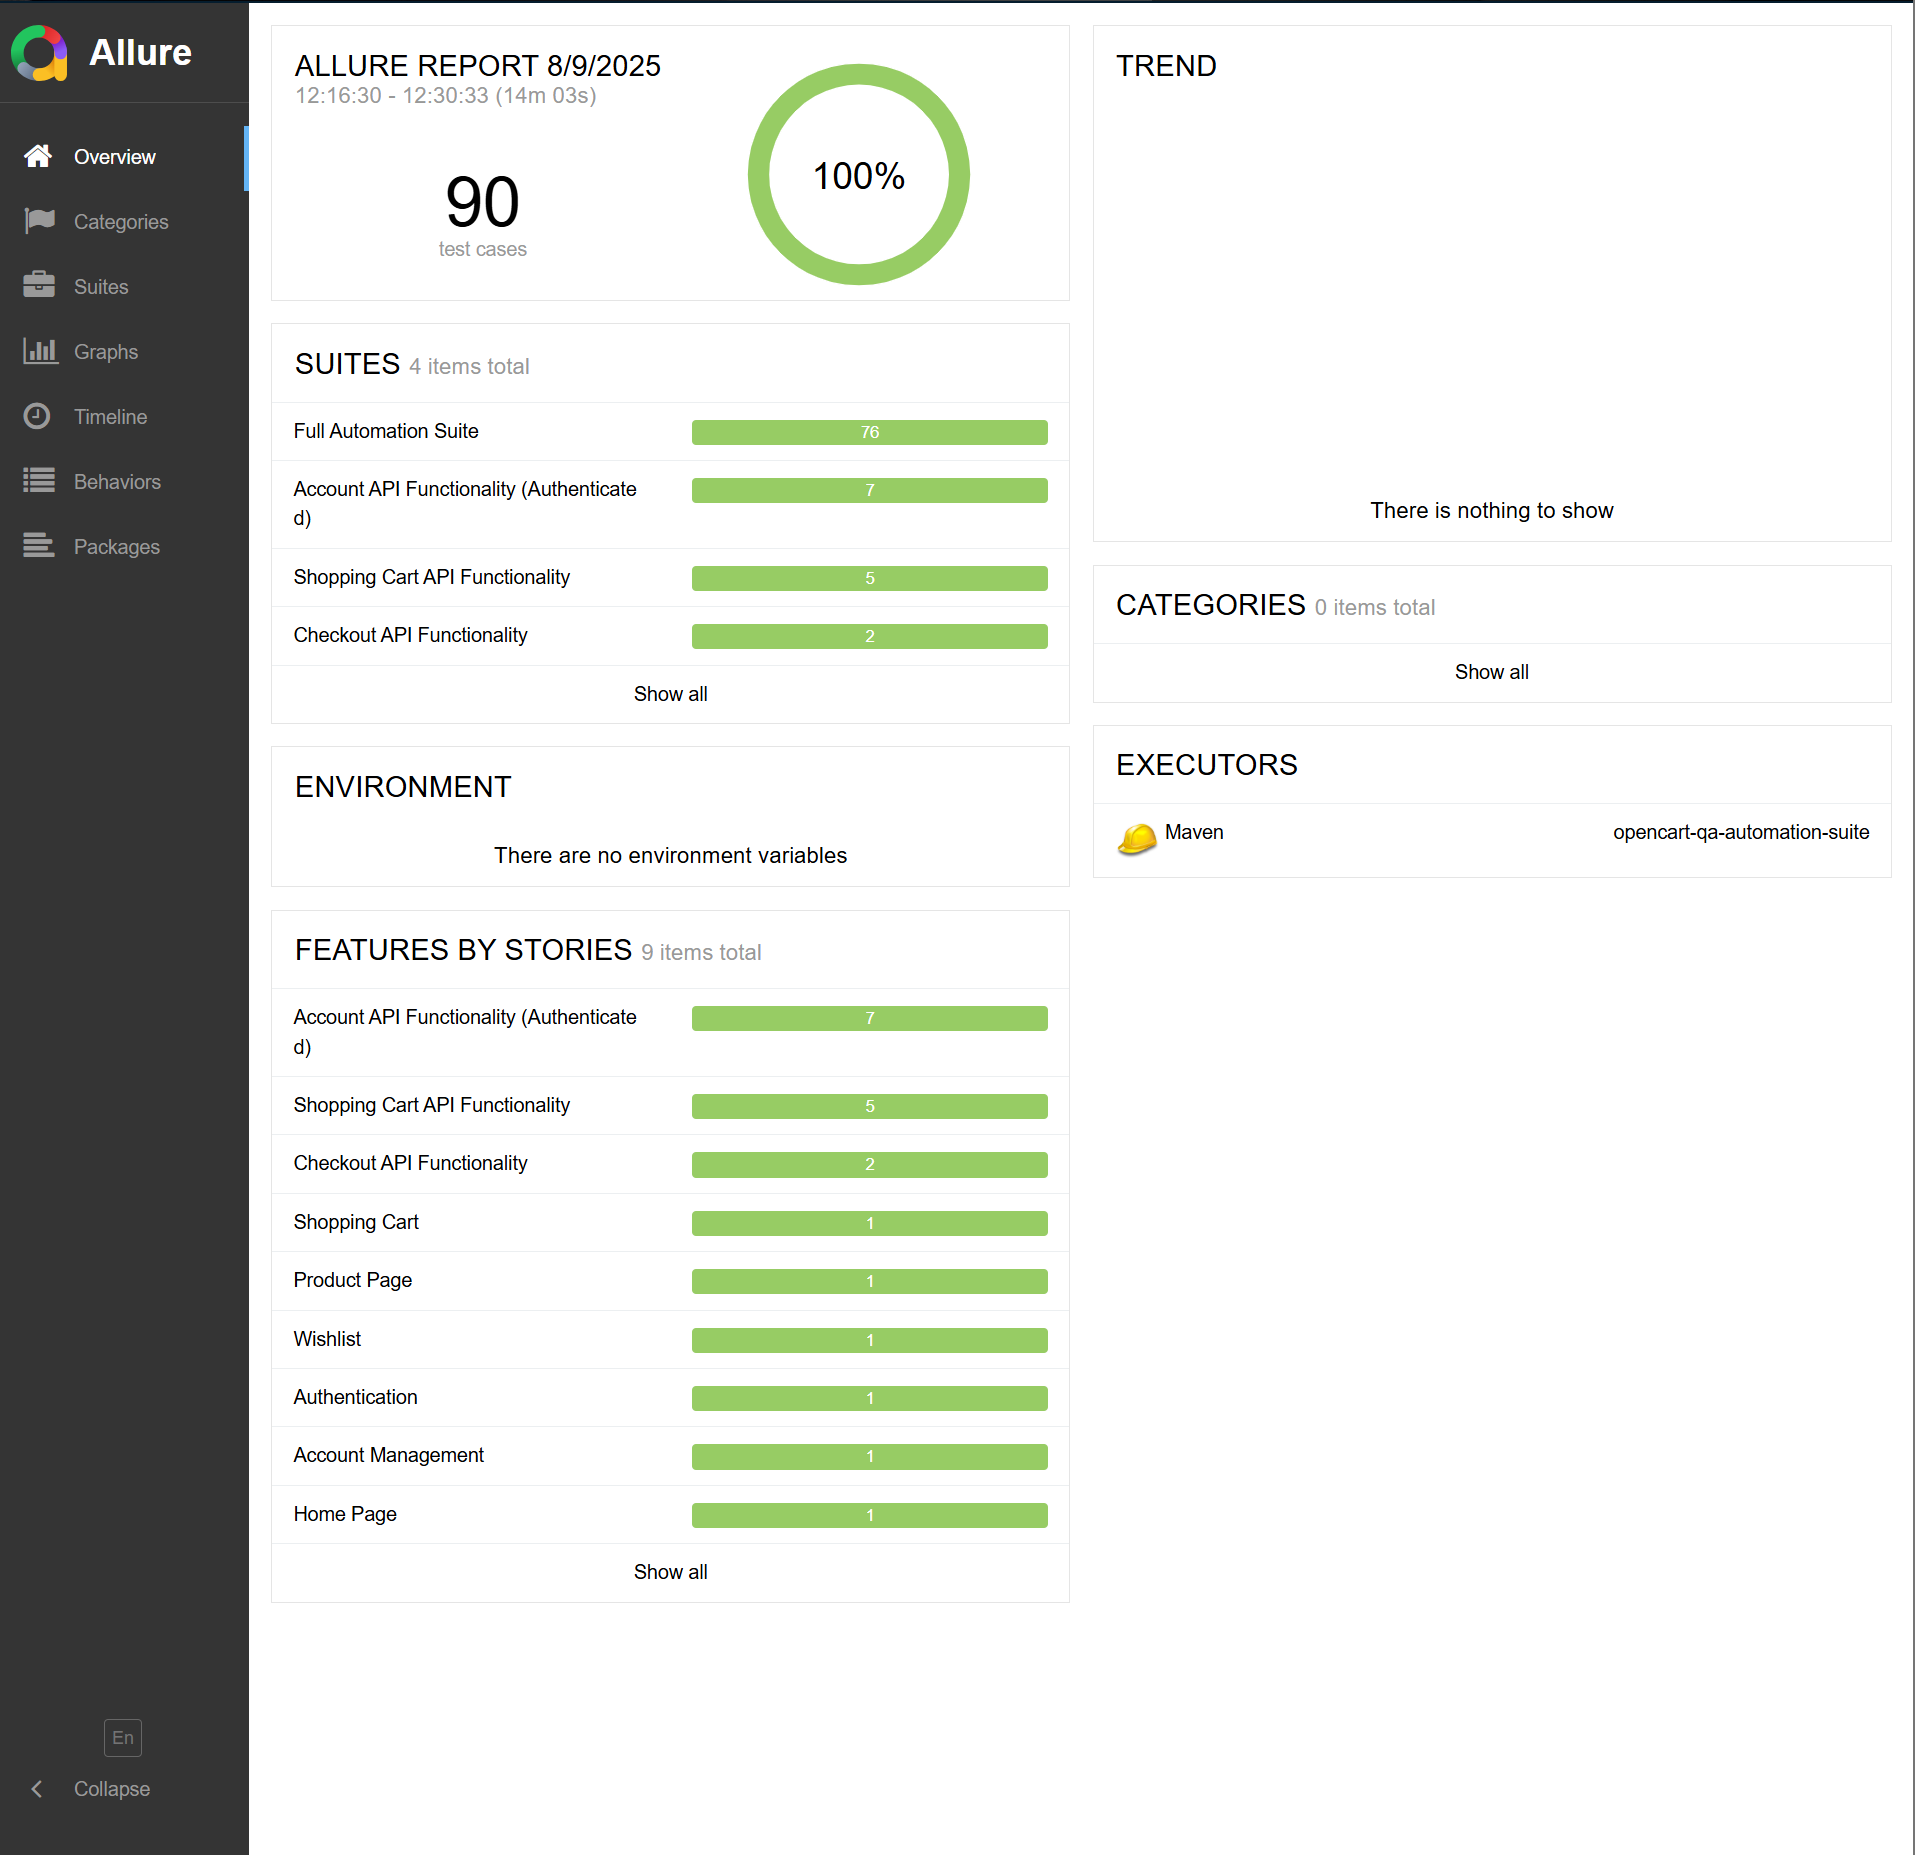 Allure
Overview
Categories
Suites
Graphs
Timeline
Behaviors
Packages
En
Collapse
ALLURE REPORT 8/9/2025
12:16:30 - 12:30:33 (14m 03s)
90
test cases
100%
SUITES 4 items total
Full Automation Suite 76
Account API Functionality (Authenticate 7
d)
Shopping Cart API Functionality 5
Checkout API Functionality 2
Show all
ENVIRONMENT
There are no environment variables
FEATURES BY STORIES 9 items total
Account API Functionality (Authenticate 7
d)
Shopping Cart API Functionality 5
Checkout API Functionality 2
Shopping Cart 1
Product Page 1
Wishlist 1
Authentication 1
Account Management 1
Home Page 1
Show all
TREND
There is nothing to show
CATEGORIES 0 items total
Show all
EXECUTORS
Maven opencart-qa-automation-suite